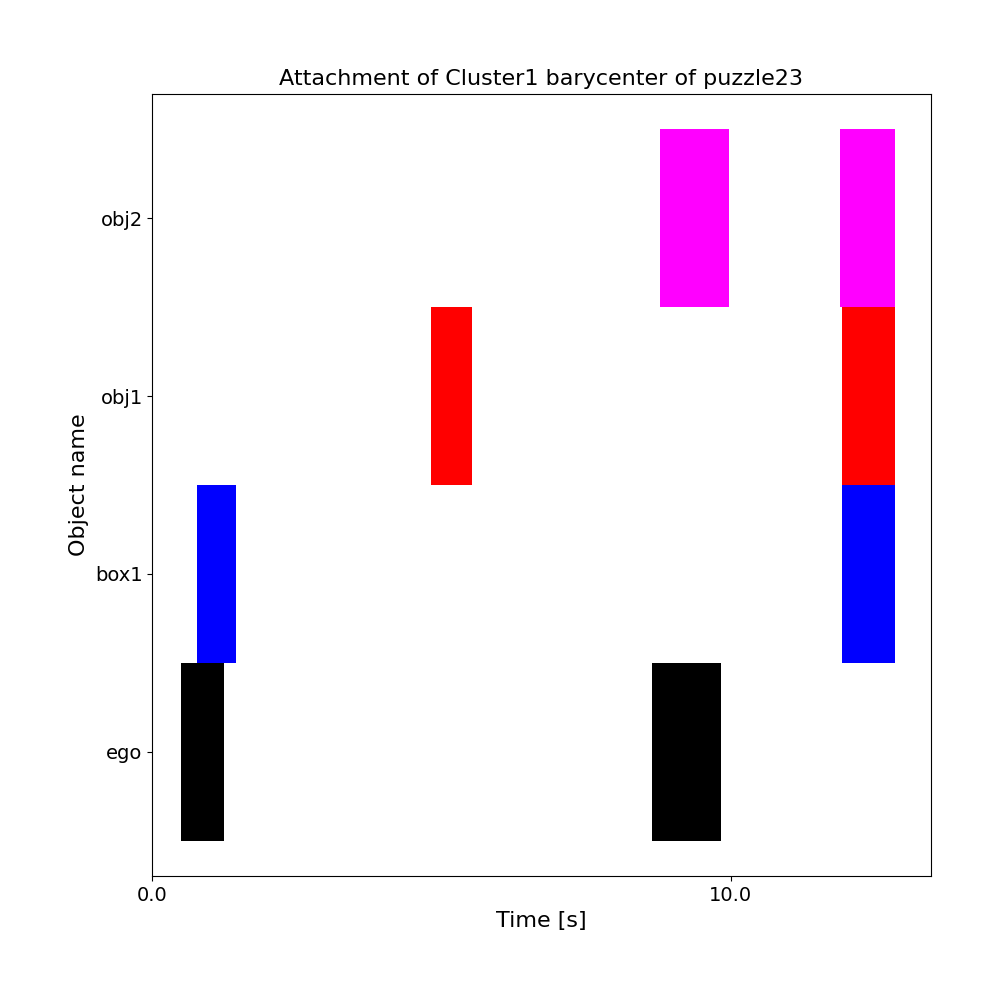 Attachment of Cluster1 barycenter of puzzle23
obj2
obj1
box1
ego
Object name
0.0
10.0
Time [s]